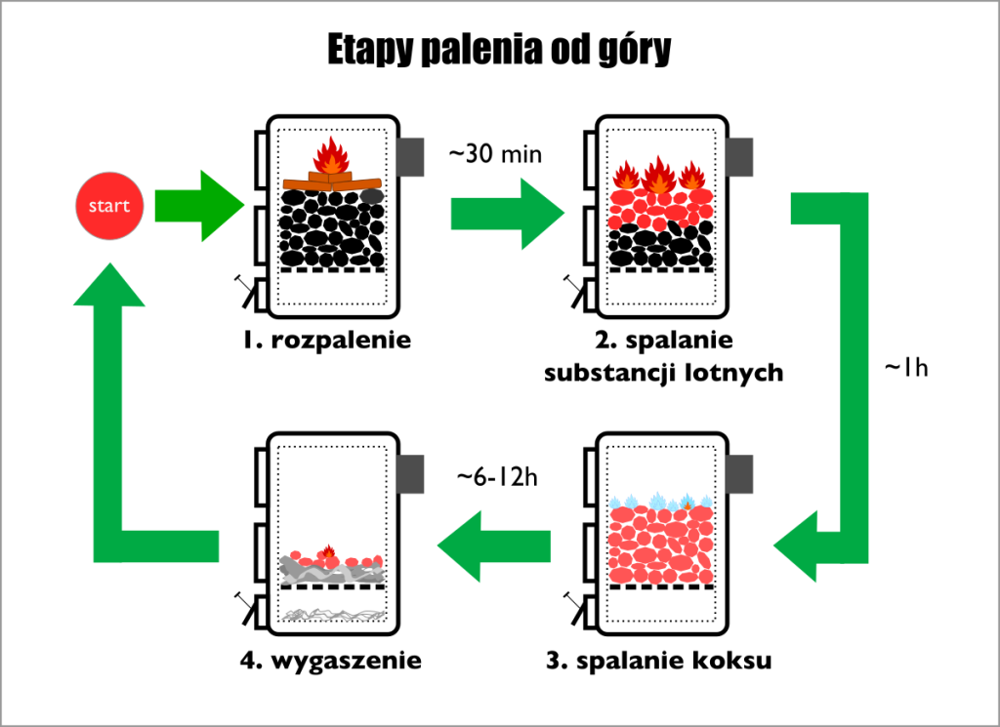 Etapy palenia od góry
start
~30 min
1. rozpalenie
2. spalanie
substancji lotnych
~1h
~6-12h
4. wygaszenie
3. spalanie koksu